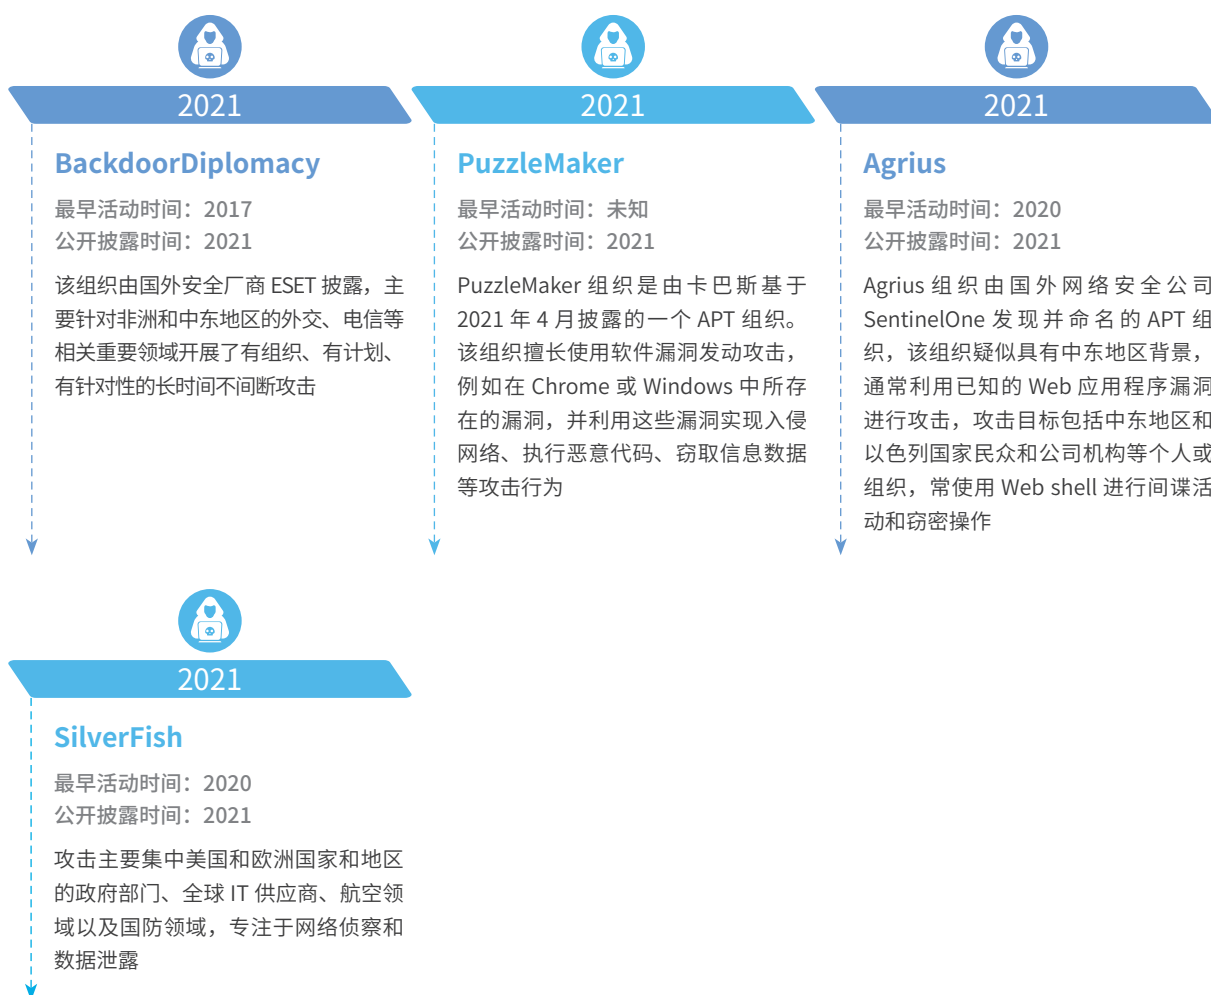 2021
BackdoorDiplomacy
最早活动时间：2017
公开披露时间：2021
该组织由国外安全厂商 ESET 披露，主
要针对非洲和中东地区的外交、电信等
相关重要领域开展了有组织、有计划、
有针对性的长时间不间断攻击
2021
PuzzleMaker
最早活动时间：未知
公开披露时间：2021
PuzzleMaker 组织是由卡巴斯基于
2021 年 4 月披露的一个 APT 组织。
该组织擅长使用软件漏洞发动攻击，
例如在 Chrome 或 Windows 中所存
在的漏洞，并利用这些漏洞实现入侵
网络、执行恶意代码、窃取信息数据
等攻击行为
2021
Agrius
最早活动时间：2020
公开披露时间：2021
Agrius 组织由国外网络安全公司
SentinelOne 发现并命名的 APT 组
织，该组织疑似具有中东地区背景，
通常利用已知的 Web 应用程序漏洞
进行攻击，攻击目标包括中东地区和
以色列国家民众和公司机构等个人或
组织，常使用 Web shell 进行间谍活
动和窃密操作
2021
SilverFish
最早活动时间：2020
公开披露时间：2021
攻击主要集中美国和欧洲国家和地区
的政府部门、全球 IT 供应商、航空领
域以及国防领域，专注于网络侦察和
数据泄露